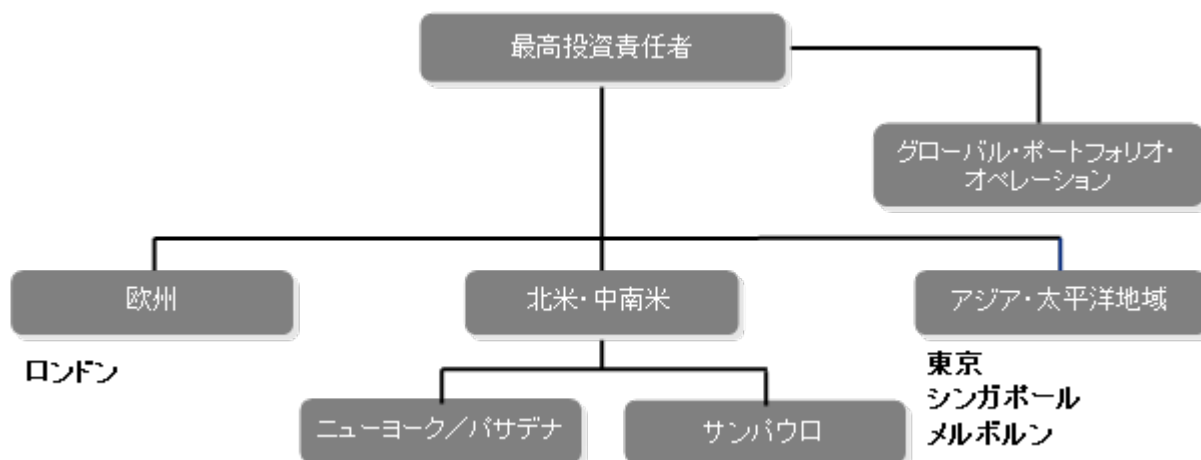 最高投資責任者
グローバル・ポートフォリオ・
オペレーション
欧州
北米・中南米
アジア・太平洋地域
ロンドン
東京
シンガポール
メルボルン
ニューヨーク／パサデナ
サンパウロ